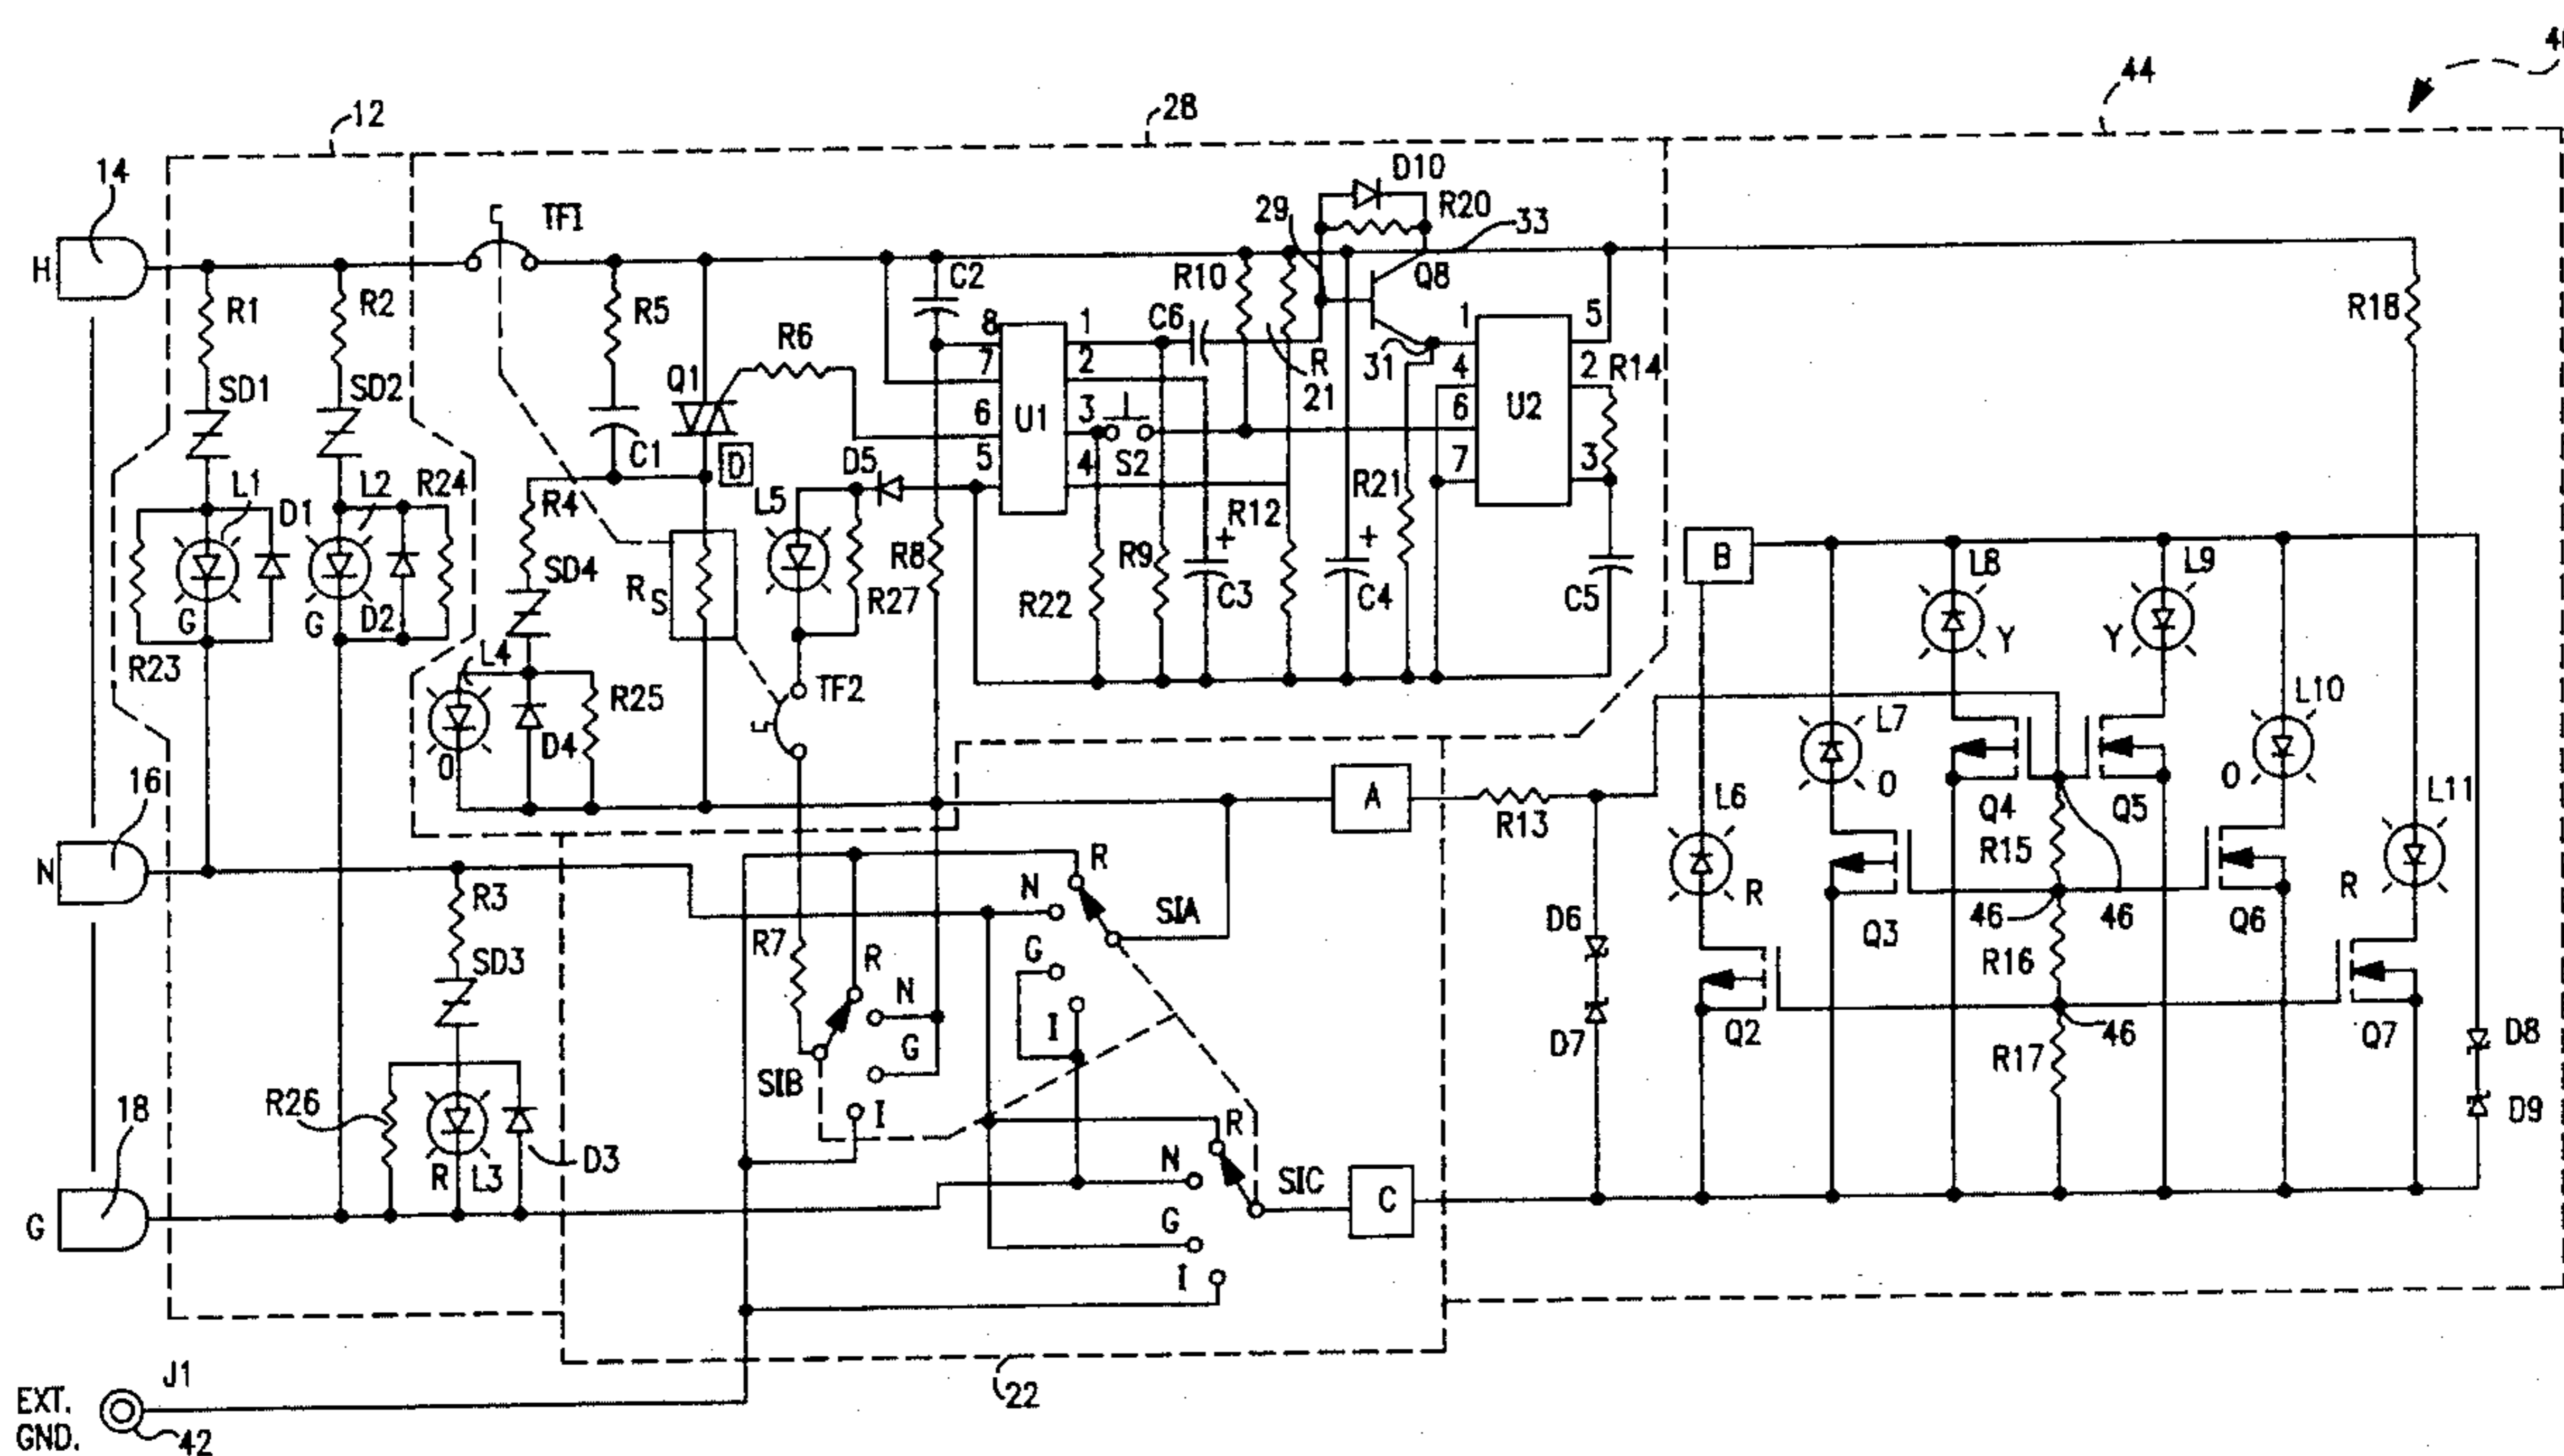 12
28
44
14
H
R1
R2
SD1
SD2
L1
D1
L2
R24
G
G
D2
R23
TF1
R5
C1
Q1
R6
D
R4
SD4
RS
L4
O
D4
R25
L5
D5
R27
TF2
C2
R8
8
7
6
5
U1
1
2
3
4
S2
C6
R10
R
21
29
D10
R20
33
Q8
31
R22
R9
C3
+
R12
C4
+
R21
1
4
6
7
U2
5
2
3
R14
C5
R18
B
L8
Y
L9
Y
L7
O
L10
O
L6
R
L11
R
Q4
Q5
R15
Q3
46
46
Q6
R16
Q2
46
Q7
R17
D6
D7
D8
D9
R13
A
16
N
R3
SD3
R26
R
L3
D3
18
G
R7
SIB
R
N
G
I
R
N
G
I
SIA
R
N
G
I
SIC
C
22
J1
EXT.
GND.
42